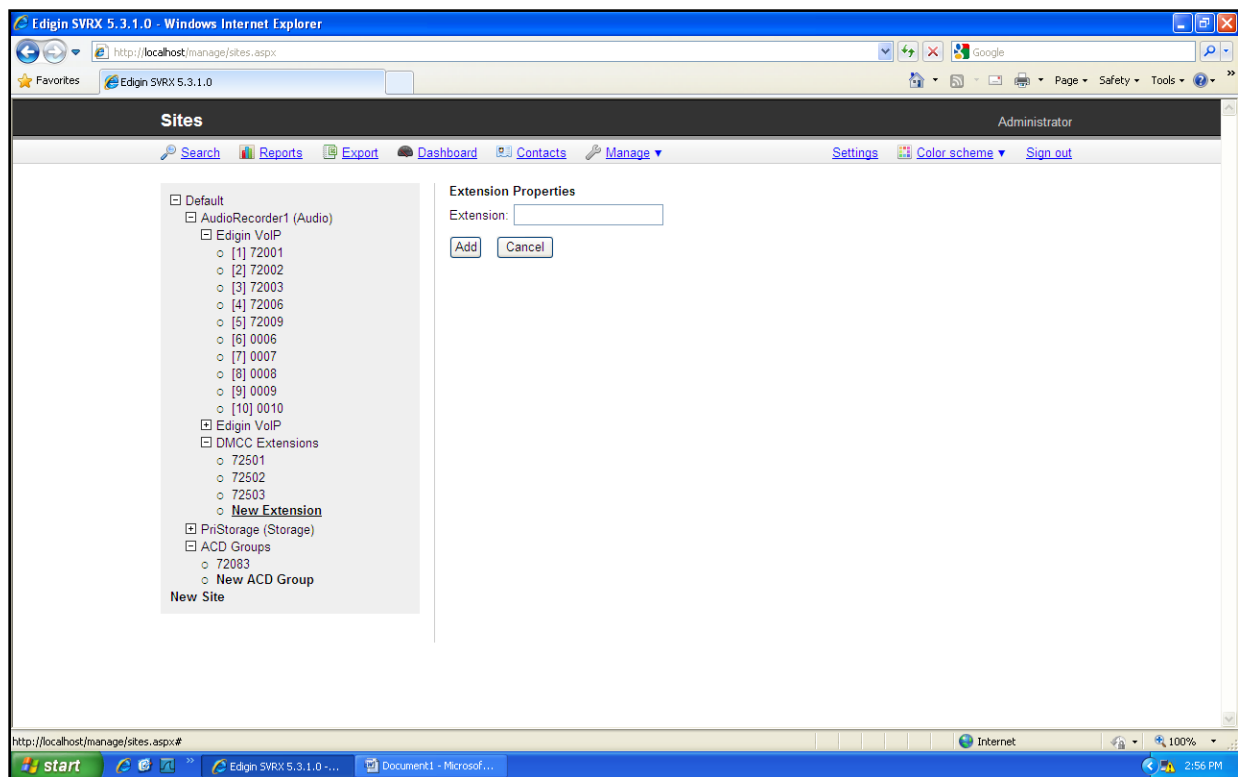 Edigin SVRX 5.3.1.0 - Windows Internet Explorer
http://localhost/manage/sites.aspx
Google
Favorites
Edigin SVRX 5.3.1.0
Page
Safety
Tools
»
Sites
Administrator
Search
Reports
Export
Dashboard
Contacts
Manage ▼
Settings
Color scheme ▼
Sign out
Default
AudioRecorder1 (Audio)
Edigin VoIP
[1] 72001
[2] 72002
[3] 72003
[4] 72006
[5] 72009
[6] 0006
[7] 0007
[8] 0008
[9] 0009
[10] 0010
Edigin VoIP
DMCC Extensions
72501
72502
72503
New Extension
PriStorage (Storage)
ACD Groups
72083
New ACD Group
New Site
Extension Properties
Extension:
Add
Cancel
http://localhost/manage/sites.aspx#
Internet
100%
start
»
Edigin SVRX 5.3.1.0 -...
Document1 - Microsof...
2:56 PM